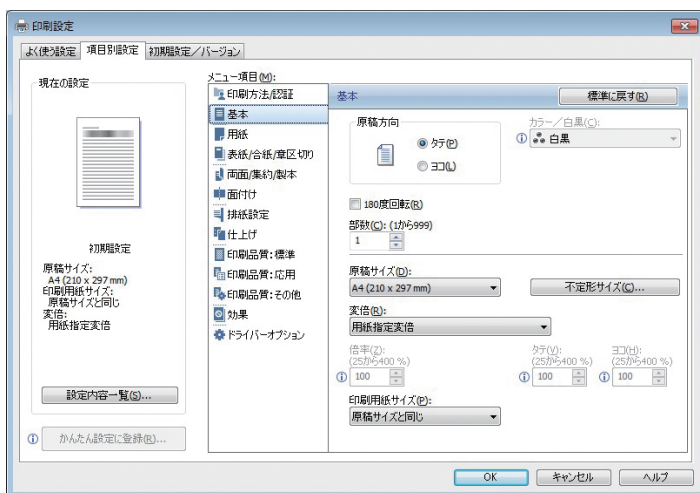 印刷設定
よく使う設定 項目別設定 初期設定／バージョン
現在の設定
初期設定
原稿サイズ:
A4 (210 x 297 mm)
印刷用紙サイズ:
原稿サイズと同じ
変倍:
用紙指定変倍
設定内容一覧(S)...
かんたん設定に登録(R)...
メニュー項目(M):
印刷方法/認証
基本
用紙
表紙/合紙/章区切り
両面/集約/製本
面付け
排紙設定
仕上げ
印刷品質:標準
印刷品質:応用
印刷品質:その他
効果
ドライバーオプション
基本
標準に戻す(R)
原稿方向
タテ(P)
ヨコ(L)
カラー／白黒(C):
白黒
180度回転(R)
部数(C): (1から999)
1
原稿サイズ(D):
A4 (210 x 297 mm)
不定形サイズ(C)...
変倍(R):
用紙指定変倍
倍率(Z): タテ(V): ヨコ(H):
(25から400 %) (25から400 %) (25から400 %)
100 100 100
印刷用紙サイズ(P):
原稿サイズと同じ
OK キャンセル ヘルプ